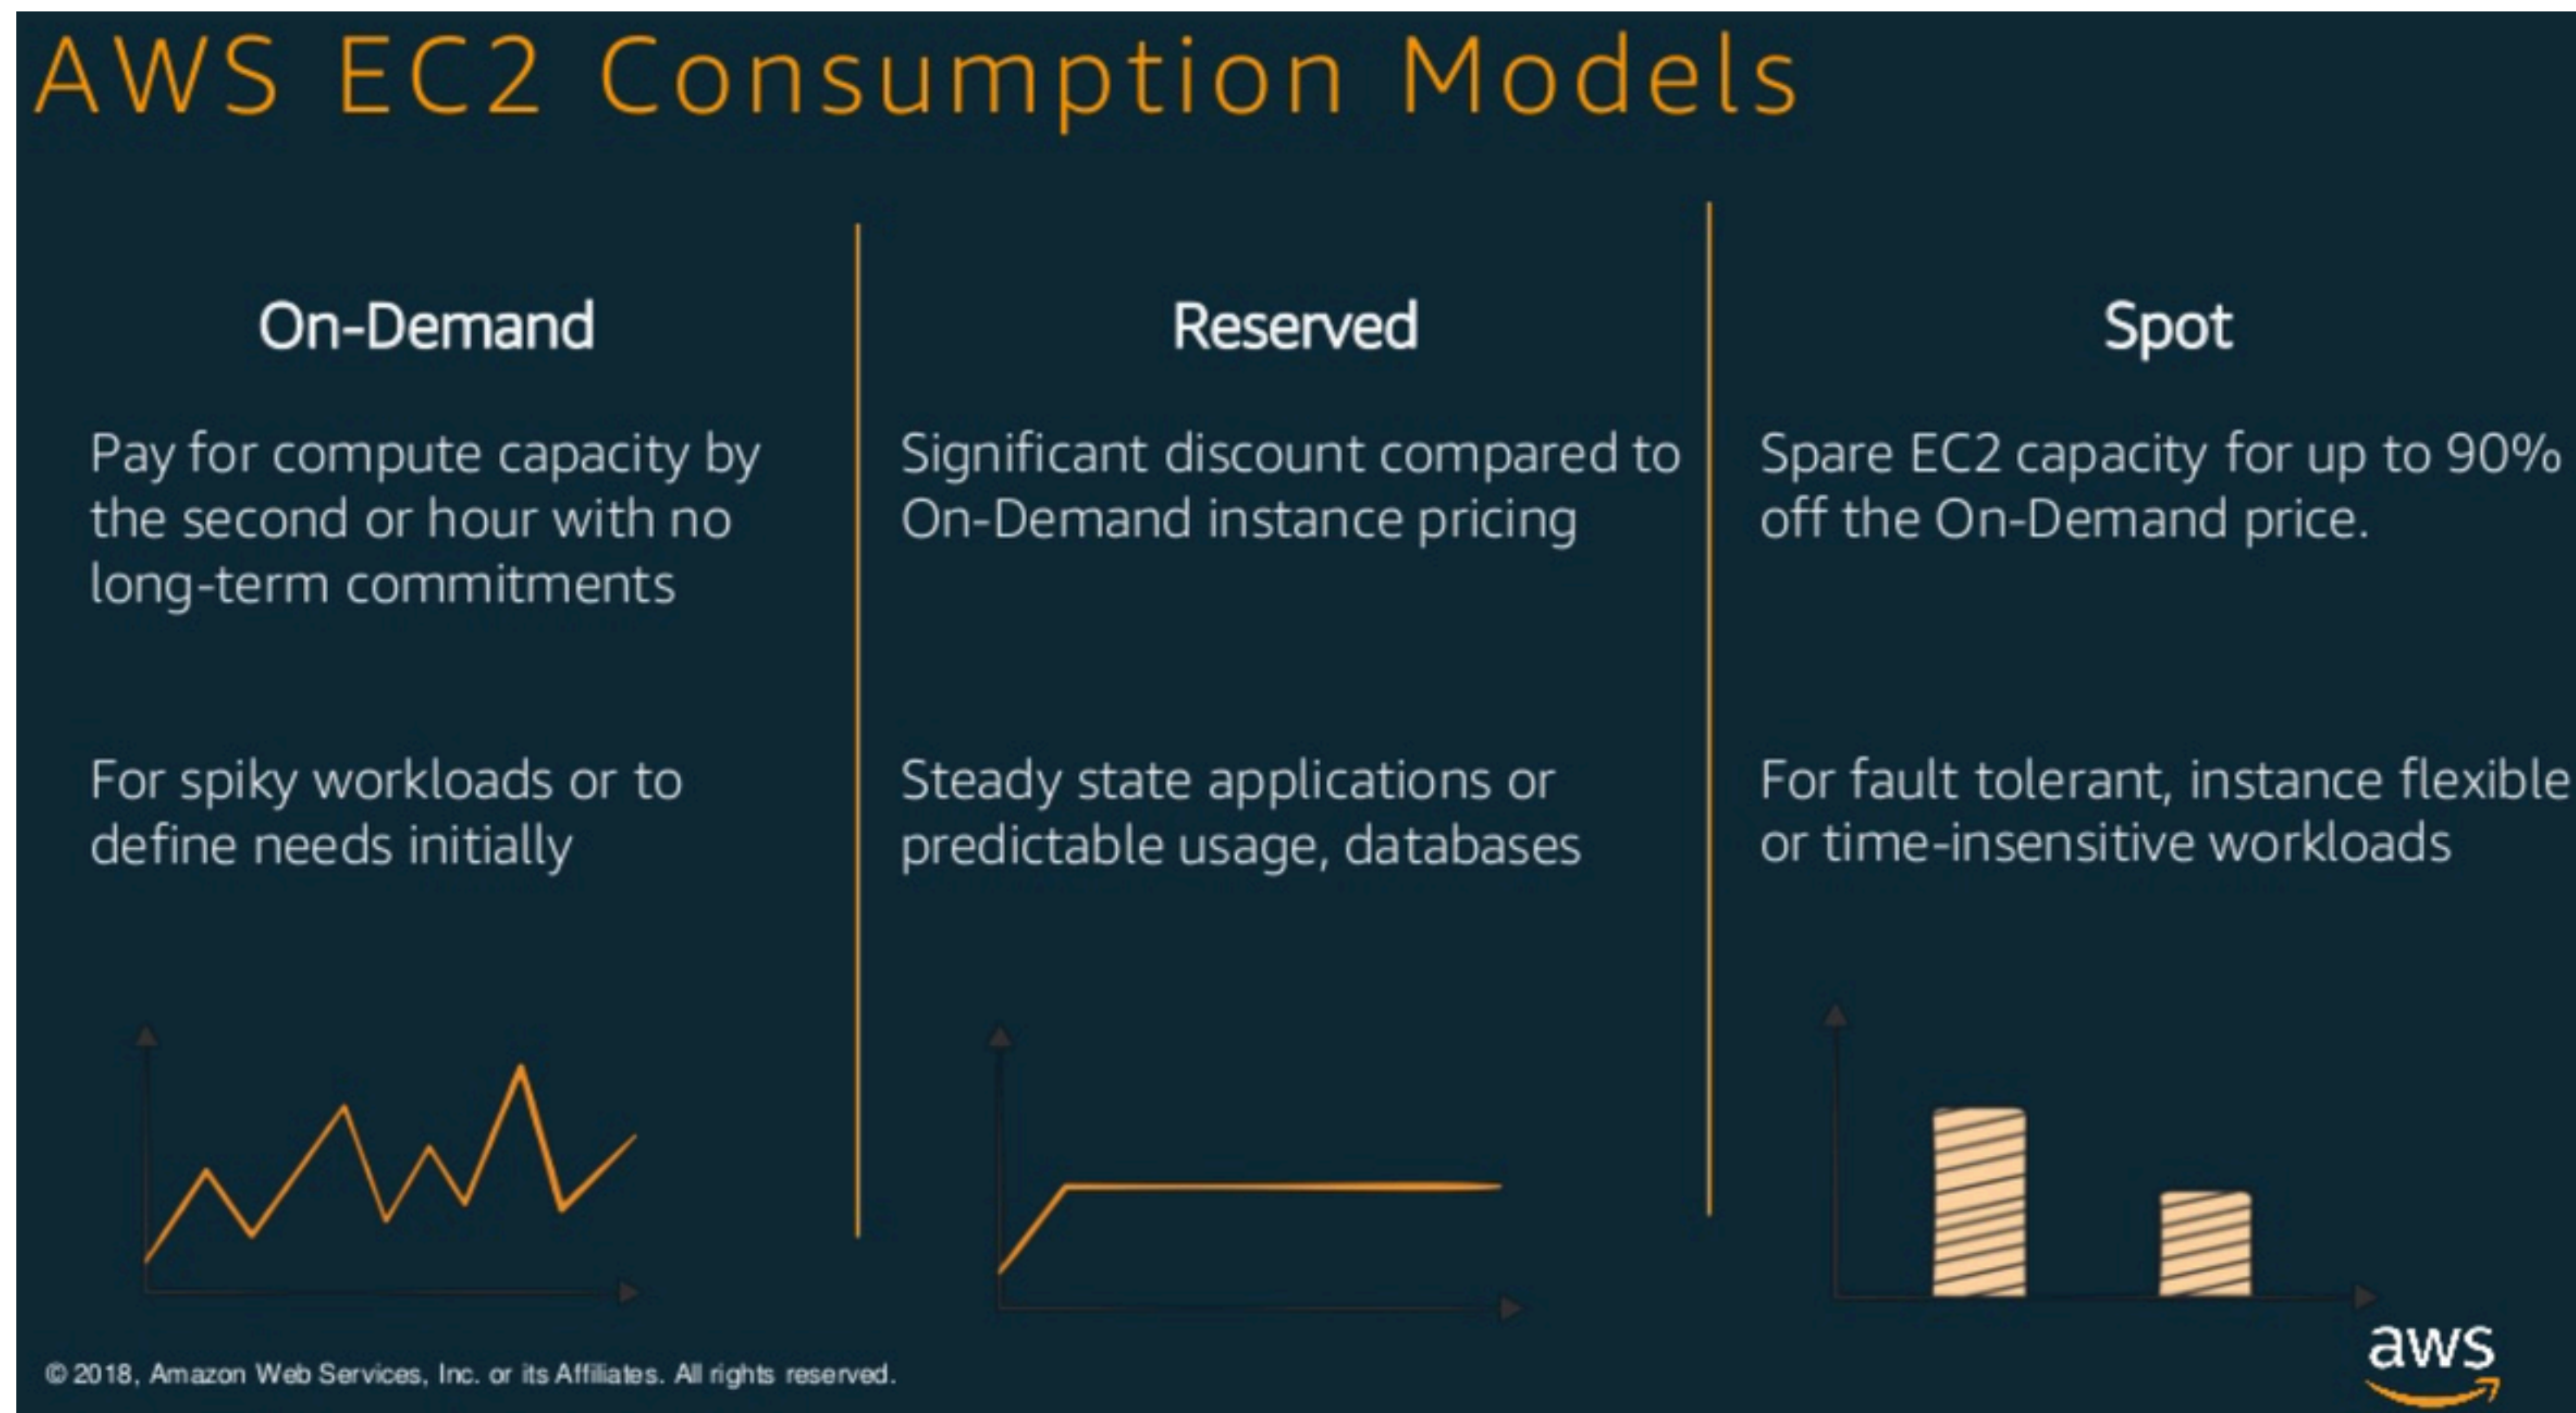 AWS EC2 Consumption Models
On-Demand
Pay for compute capacity by
the second or hour with no
long-term commitments
For spiky workloads or to
define needs initially
Reserved
Significant discount compared to
On-Demand instance pricing
Steady state applications or
predictable usage, databases
Spot
Spare EC2 capacity for up to 90%
off the On-Demand price.
For fault tolerant, instance flexible
or time-insensitive workloads
© 2018, Amazon Web Services, Inc. or its Affiliates. All rights reserved.
aws